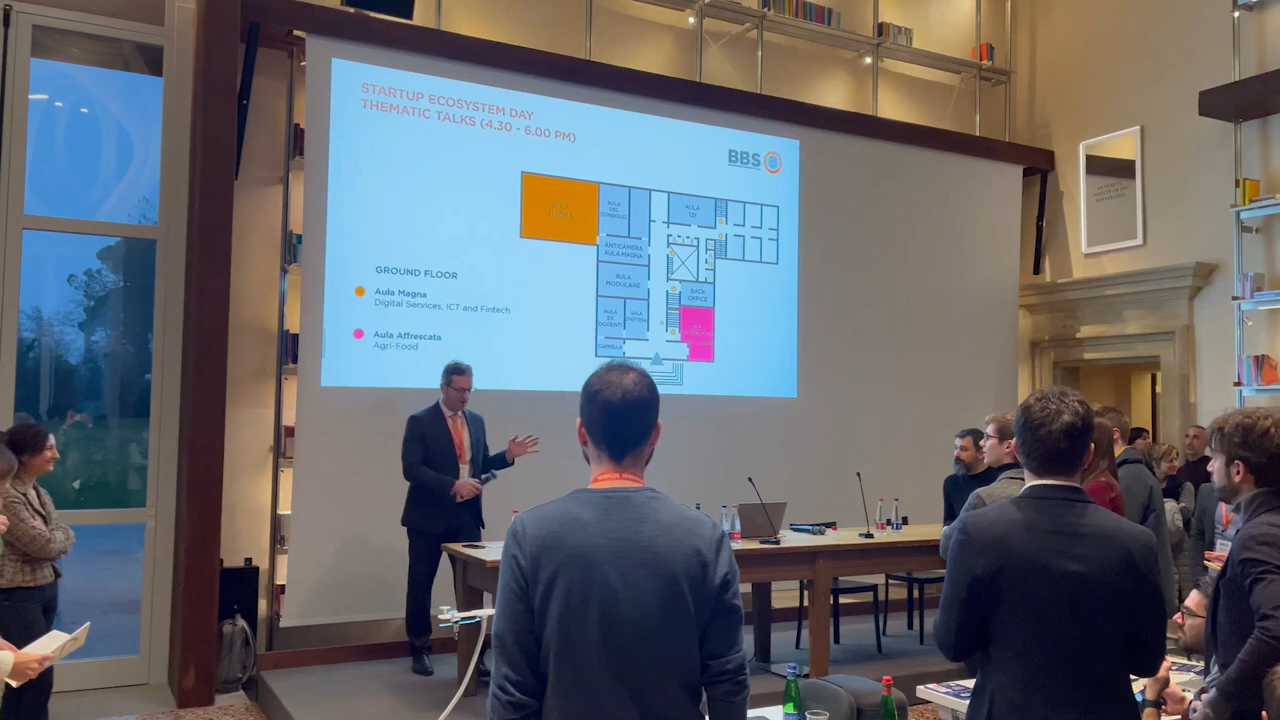 STARTUP ECOSYSTEM DAY
THEMATIC TALKS (4.30 - 6.00 PM)
BBS
AULA
DEL
CONSIGLIO
AULA
ANTICAMERA
AULA MAGNA
AULA
MODULARE
BACK
OFFICE
AULA
EX
DOCENTI
SALA
CAPPELLA
GROUND FLOOR
Aula Magna
Digital Services, ICT and Fintech
Aula Affrescata
Agri-Food